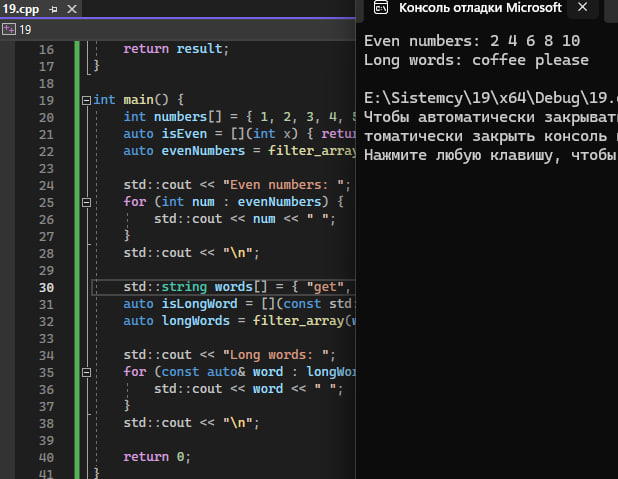 19.cpp
19
16 return result;
17 }
18
19 int main() {
20 int numbers[] = { 1, 2, 3, 4, 5
21 auto isEven = [](int x) { retur
22 auto evenNumbers = filter_array
23
24 std::cout << "Even numbers: ";
25 for (int num : evenNumbers) {
26 std::cout << num << " ";
27 }
28 std::cout << "\n";
29
30 std::string words[] = { "get",
31 auto isLongWord = [](const std:
32 auto longWords = filter_array(w
33
34 std::cout << "Long words: ";
35 for (const auto& word : longWor
36 std::cout << word << " ";
37 }
38 std::cout << "\n";
39
40 return 0;
41 }
Консоль отладки Microsoft
Even numbers: 2 4 6 8 10
Long words: coffee please
E:\Sistemcy\19\x64\Debug\19.
Чтобы автоматически закрыват
томатически закрыть консоль
Нажмите любую клавишу, чтобы